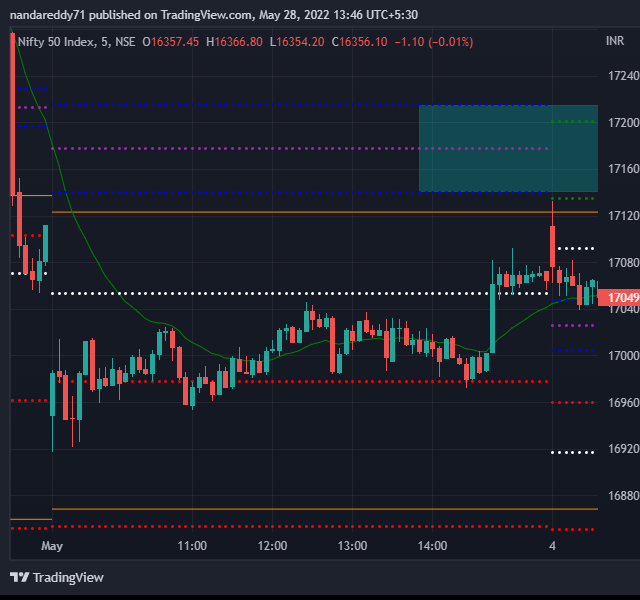 nandareddy71 published on TradingView.com, May 28, 2022 13:46 UTC+5:30
Nifty 50 Index, 5, NSE O16357.45 H16366.80 L16354.20 C16356.10 −1.10 (−0.01%)
INR
17240
17200
17160
17120
17080
17049
17040
17000
16960
16920
16880
May 11:00 12:00 13:00 14:00 4
TradingView